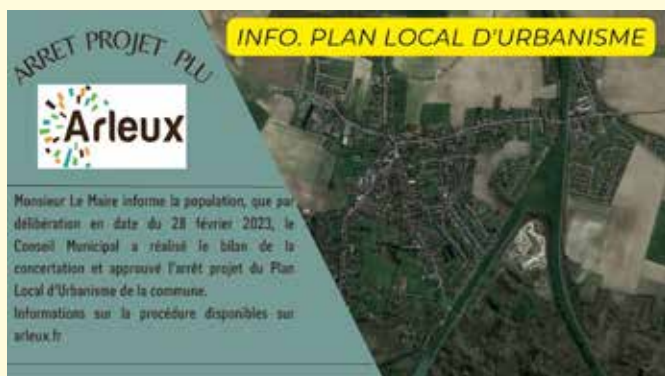 ARRET PROJET PLU
INFO. PLAN LOCAL D'URBANISME
Arleux
Monsieur Le Maire informe la population, que par
délibération en date du 28 février 2023, le
Conseil Municipal a réalisé le bilan de la
concertation et approuvé l'arrêt projet du Plan
Local d'Urbanisme de la commune.
Informations sur la procédure disponibles sur
arleux.fr